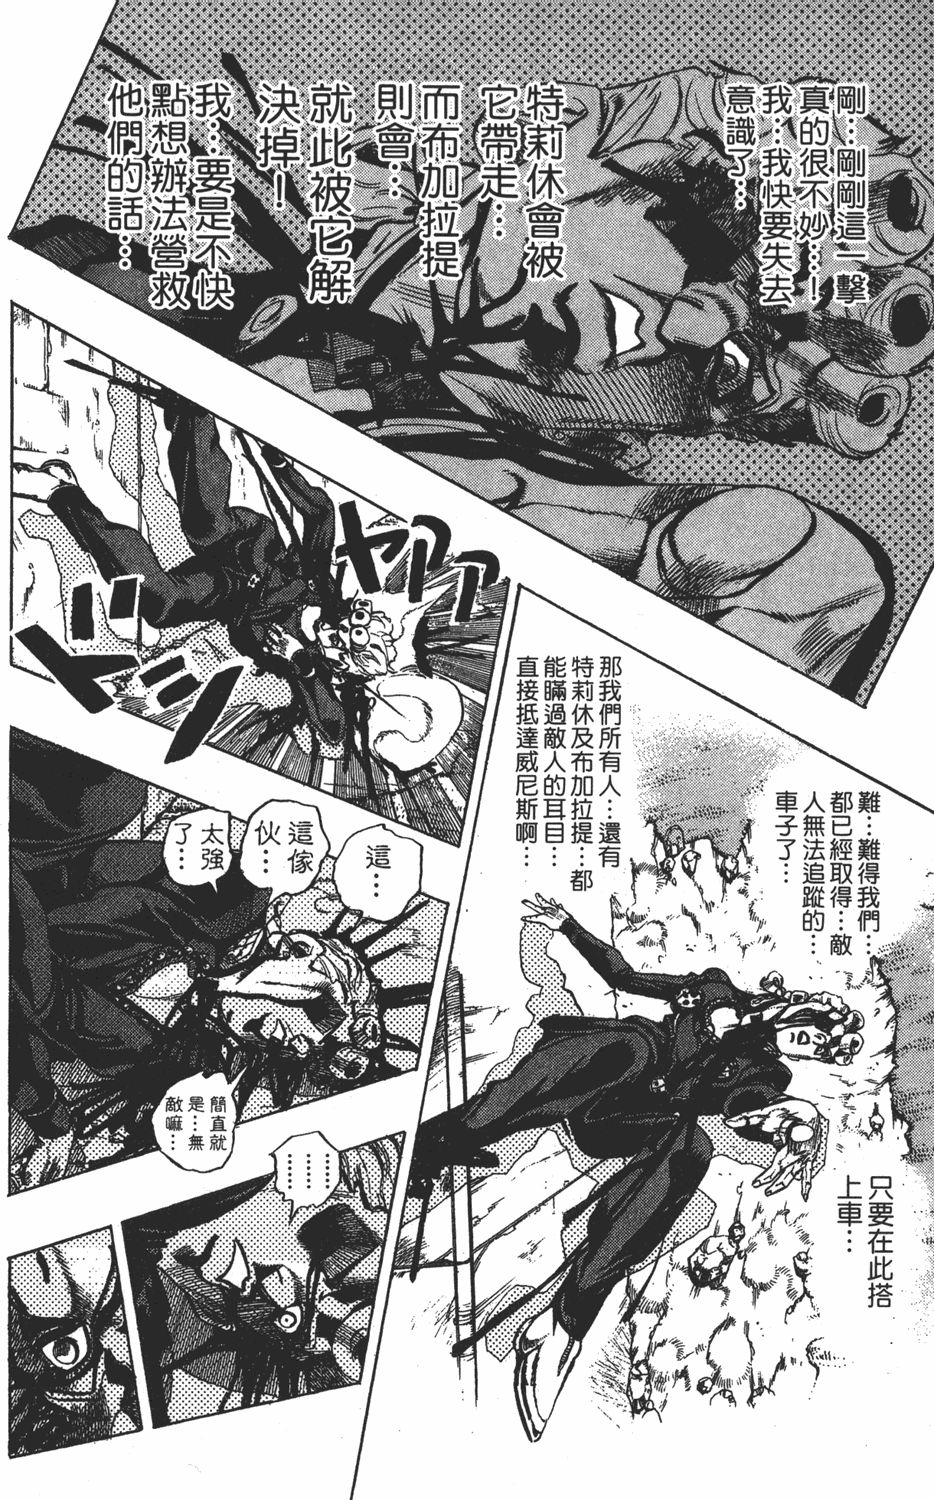 剛…剛剛這一擊
真的很不妙…！
我…我快要失去
意識了…
特莉休會被
它帶走…
而布加拉提
則會…
就此被它解
決掉！
我…要是不快
點想辦法營救
他們的話…
ドシャアアア
難…難得我們…
都已經取得…敵
人無法追蹤的…
車子了…
只要在此搭
上車…
那我們所有人…還有
特莉休及布加拉提…都
能瞞過敵人的耳目…
直接抵達威尼斯啊…
這…
這傢
伙…
太強
了…
簡直就
是…無
敵嘛…
………
………